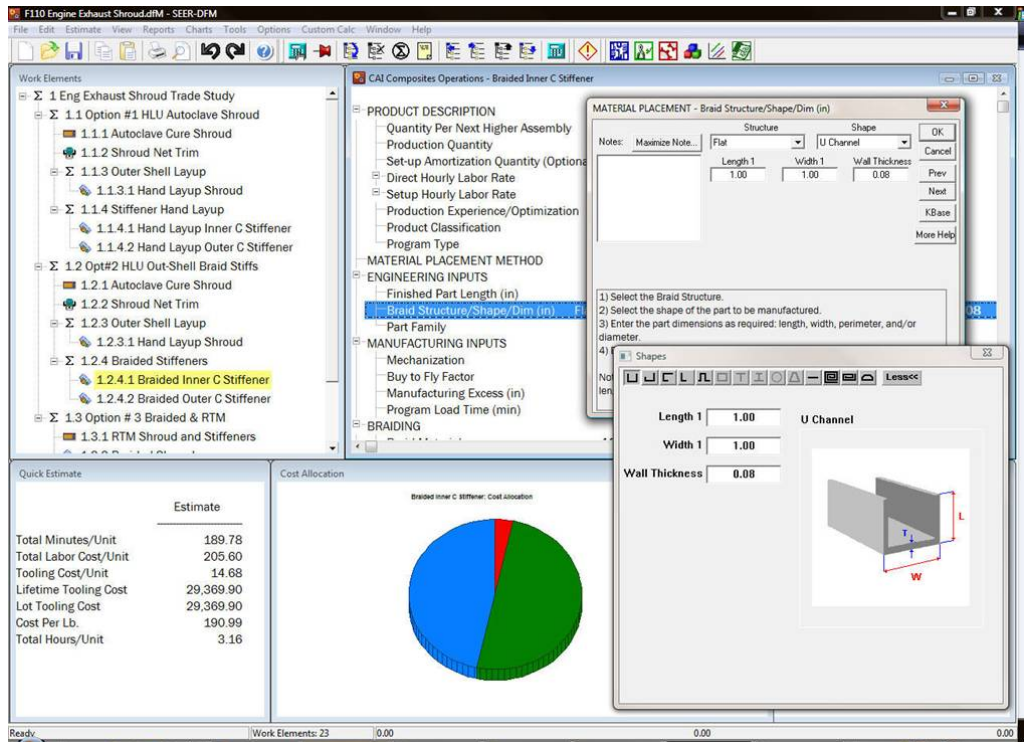 F110 Engine Exhaust Shroud.dfM - SEER-DFM
File Edit Estimate View Reports Charts Tools Options Custom Calc Window Help
Work Elements
Σ 1 Eng Exhaust Shroud Trade Study
Σ 1.1 Option #1 HLU Autoclave Shroud
1.1.1 Autoclave Cure Shroud
1.1.2 Shroud Net Trim
Σ 1.1.3 Outer Shell Layup
1.1.3.1 Hand Layup Shroud
Σ 1.1.4 Stiffener Hand Layup
1.1.4.1 Hand Layup Inner C Stiffener
1.1.4.2 Hand Layup Outer C Stiffener
Σ 1.2 Opt#2 HLU Out-Shell Braid Stiffs
1.2.1 Autoclave Cure Shroud
1.2.2 Shroud Net Trim
Σ 1.2.3 Outer Shell Layup
1.2.3.1 Hand Layup Shroud
Σ 1.2.4 Braided Stiffeners
1.2.4.1 Braided Inner C Stiffener
1.2.4.2 Braided Outer C Stiffener
Σ 1.3 Option # 3 Braided & RTM
1.3.1 RTM Shroud and Stiffeners
CAI Composites Operations - Braided Inner C Stiffener
PRODUCT DESCRIPTION
Quantity Per Next Higher Assembly
Production Quantity
Set-up Amortization Quantity (Optiona
Direct Hourly Labor Rate
Setup Hourly Labor Rate
Production Experience/Optimization
Product Classification
Program Type
MATERIAL PLACEMENT METHOD
ENGINEERING INPUTS
Finished Part Length (in)
Braid Structure/Shape/Dim (in) Fl 08
Part Family
MANUFACTURING INPUTS
Mechanization
Buy to Fly Factor
Manufacturing Excess (in)
Program Load Time (min)
BRAIDING
MATERIAL PLACEMENT - Braid Structure/Shape/Dim (in)
Structure Shape
Notes: Maximize Note... Flat U Channel
Length 1 Width 1 Wall Thickness
1.00 1.00 0.08
OK
Cancel
Prev
Next
KBase
More Help
1) Select the Braid Structure.
2) Select the shape of the part to be manufactured.
3) Enter the part dimensions as required: length, width, perimeter, and/or
diameter.
4)
Shapes
Less<<
Length 1 1.00
Width 1 1.00
Wall Thickness 0.08
U Channel
L
T
W
Quick Estimate
Estimate
Total Minutes/Unit 189.78
Total Labor Cost/Unit 205.60
Tooling Cost/Unit 14.68
Lifetime Tooling Cost 29,369.90
Lot Tooling Cost 29,369.90
Cost Per Lb. 190.99
Total Hours/Unit 3.16
Cost Allocation
Braided Inner C Stiffener: Cost Allocation
Ready Work Elements: 23 0.00 0.00 0.00